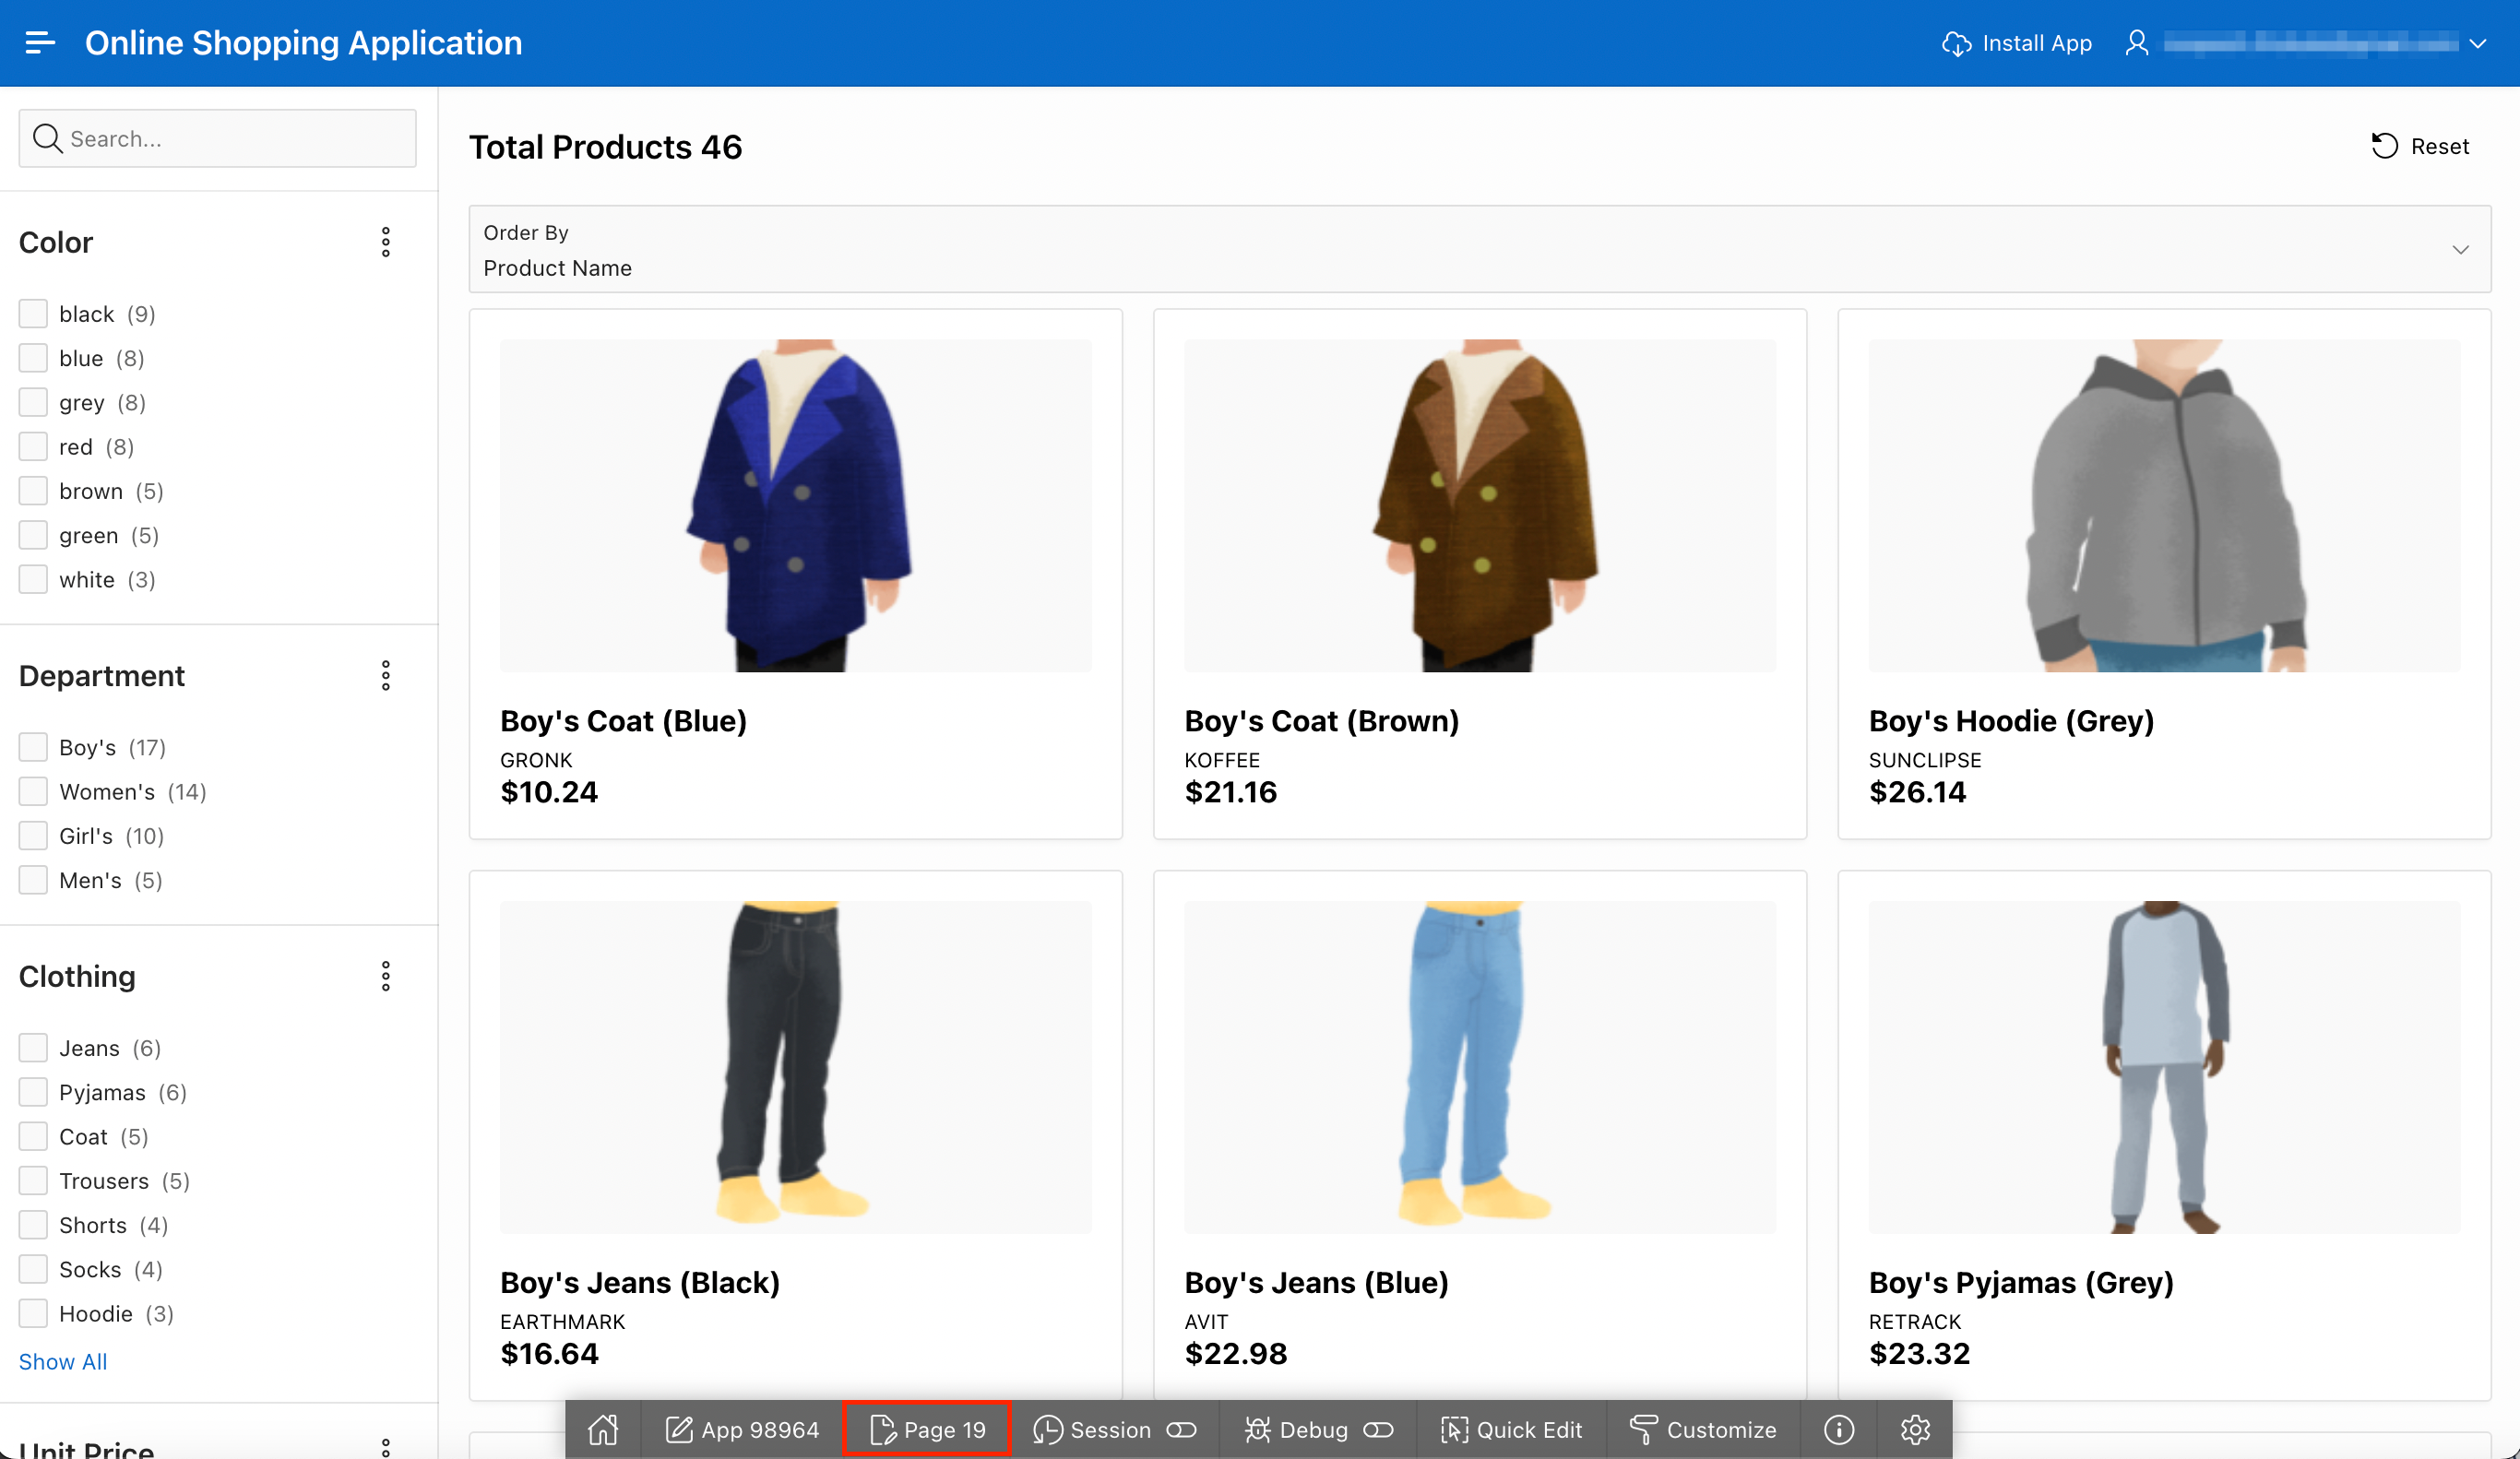 Online Shopping Application
Install App
Search...
Total Products 46
Reset
Order By
Product Name
Color
black (9)
blue (8)
grey (8)
red (8)
brown (5)
green (5)
white (3)
Department
Boy's (17)
Women's (14)
Girl's (10)
Men's (5)
Clothing
Jeans (6)
Pyjamas (6)
Coat (5)
Trousers (5)
Shorts (4)
Socks (4)
Hoodie (3)
Show All
Unit Price
Boy's Coat (Blue)
GRONK
$10.24
Boy's Coat (Brown)
KOFFEE
$21.16
Boy's Hoodie (Grey)
SUNCLIPSE
$26.14
Boy's Jeans (Black)
EARTHMARK
$16.64
Boy's Jeans (Blue)
AVIT
$22.98
Boy's Pyjamas (Grey)
RETRACK
$23.32
App 98964
Page 19
Session
Debug
Quick Edit
Customize